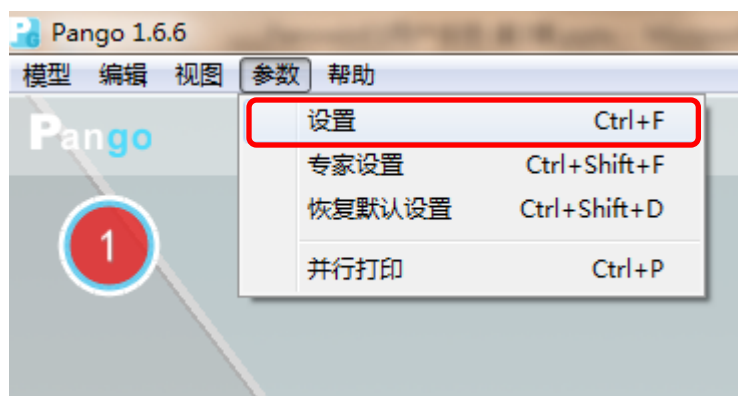 Pango 1.6.6
模型 编辑 视图 参数 帮助
Pango
设置 Ctrl+F
专家设置 Ctrl+Shift+F
恢复默认设置 Ctrl+Shift+D
1
并行打印 Ctrl+P